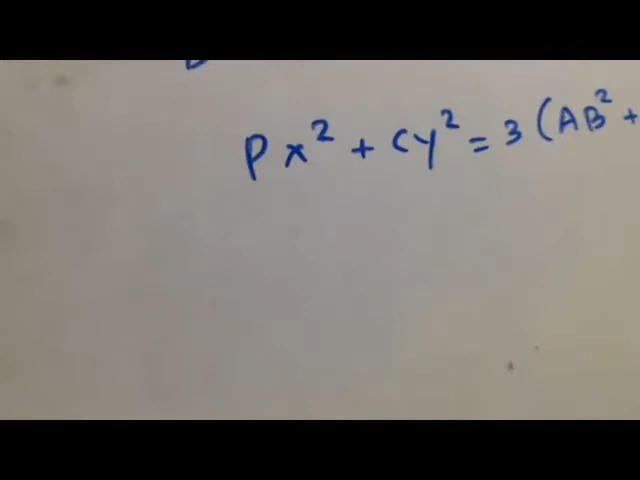 Px² + Cy² = 3 (AB² +